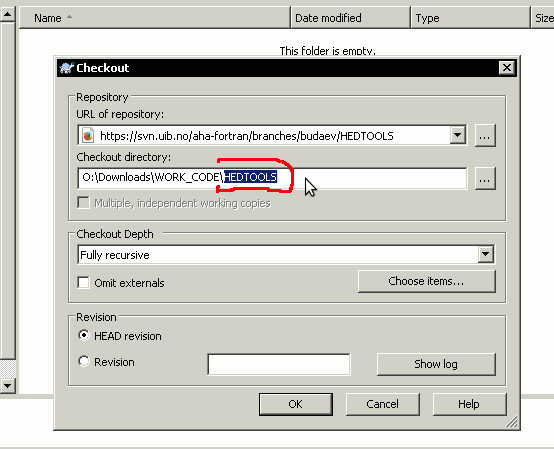 Name Date modified Type Size
This folder is empty.
Checkout
Repository
URL of repository:
https://svn.uib.no/aha-fortran/branches/budaev/HEDTOOLS
...
Checkout directory:
O:\Downloads\WORK_CODE\HEDTOOLS
...
Multiple, independent working copies
Checkout Depth
Fully recursive
Omit externals
Choose items...
Revision
HEAD revision
Revision
Show log
OK Cancel Help